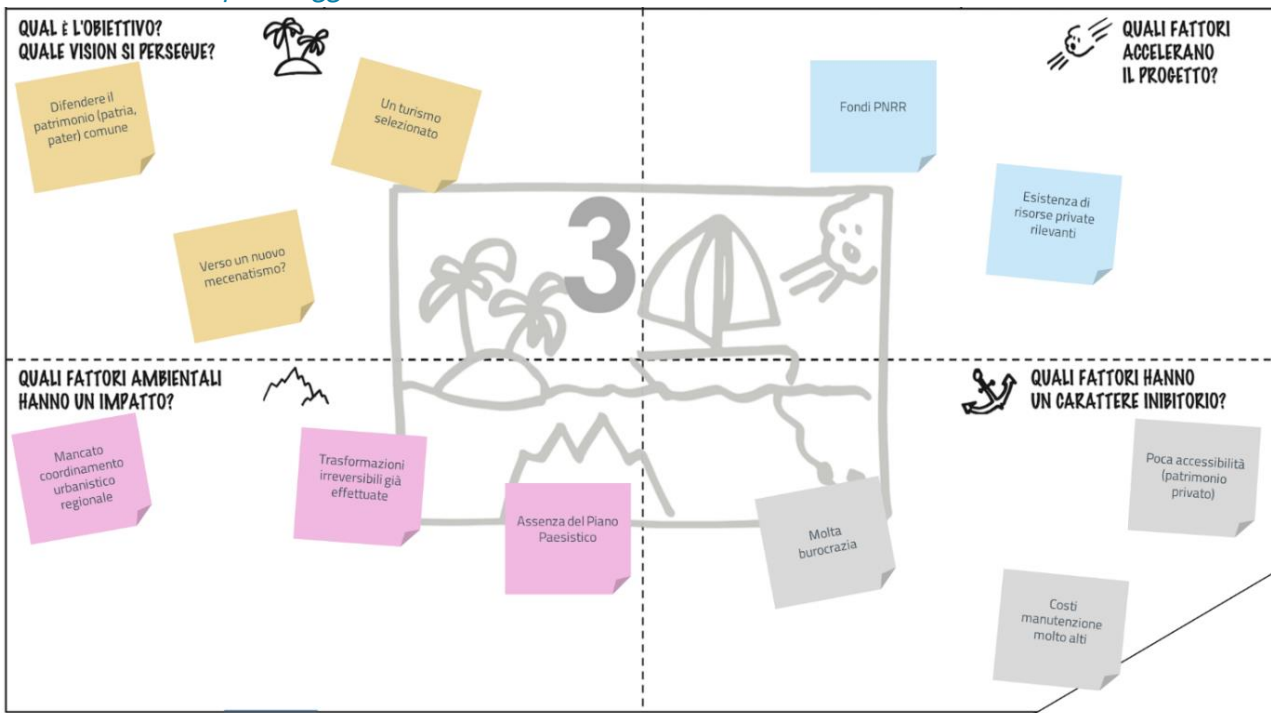 QUAL È L'OBIETTIVO?
QUALE VISION SI PERSEGUE?
Difendere il
patrimonio (patria,
pater) comune
Un turismo
selezionato
Verso un nuovo
mecenatismo?
QUALI FATTORI
ACCELERANO
IL PROGETTO?
Fondi PNRR
Esistenza di
risorse private
rilevanti
3
QUALI FATTORI AMBIENTALI
HANNO UN IMPATTO?
Mancato
coordinamento
urbanistico
regionale
Trasformazioni
irreversibili già
effettuate
Assenza del Piano
Paesistico
QUALI FATTORI HANNO
UN CARATTERE INIBITORIO?
Molta
burocrazia
Poca accessibilità
(patrimonio
privato)
Costi
manutenzione
molto alti